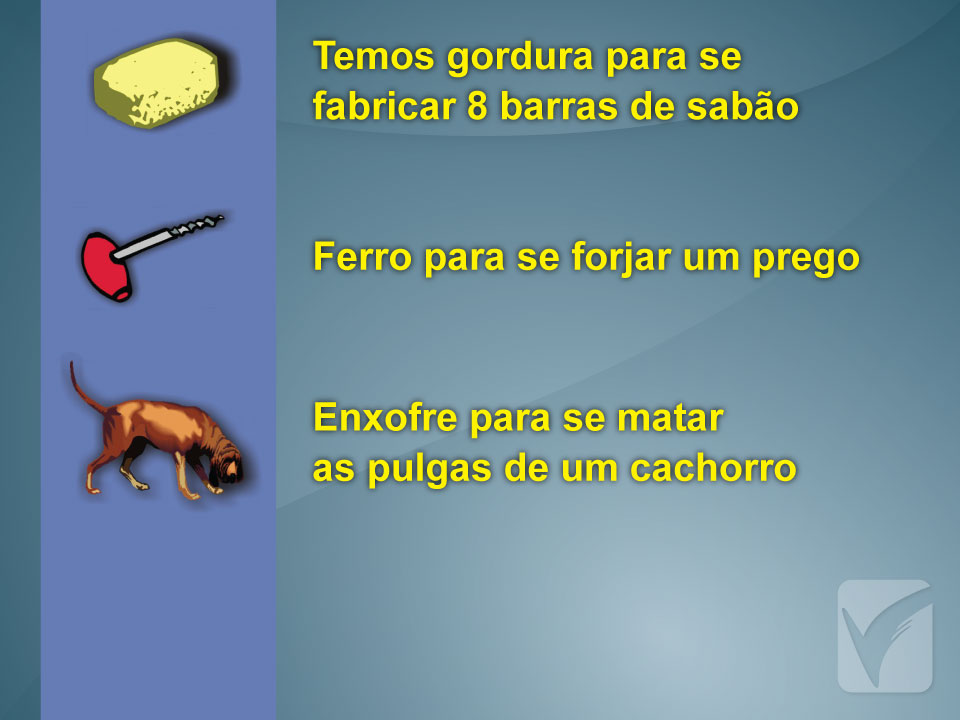 Temos gordura para se
fabricar 8 barras de sabão
Ferro para se forjar um prego
Enxofre para se matar
as pulgas de um cachorro